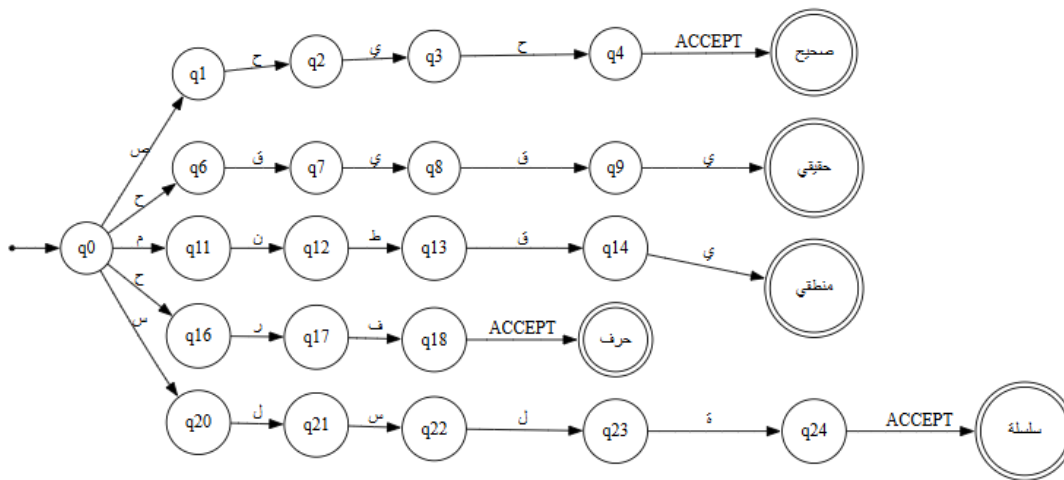 q0
ص q1 ح q2 ي q3 ح q4 ACCEPT صحيح
ح q6 ق q7 ي q8 ق q9 ي حقيقي
م q11 ن q12 ط q13 ق q14 ي منطقي
ح q16 ر q17 ف q18 ACCEPT حرف
س q20 ل q21 س q22 ل q23 ة q24 ACCEPT سلسلة